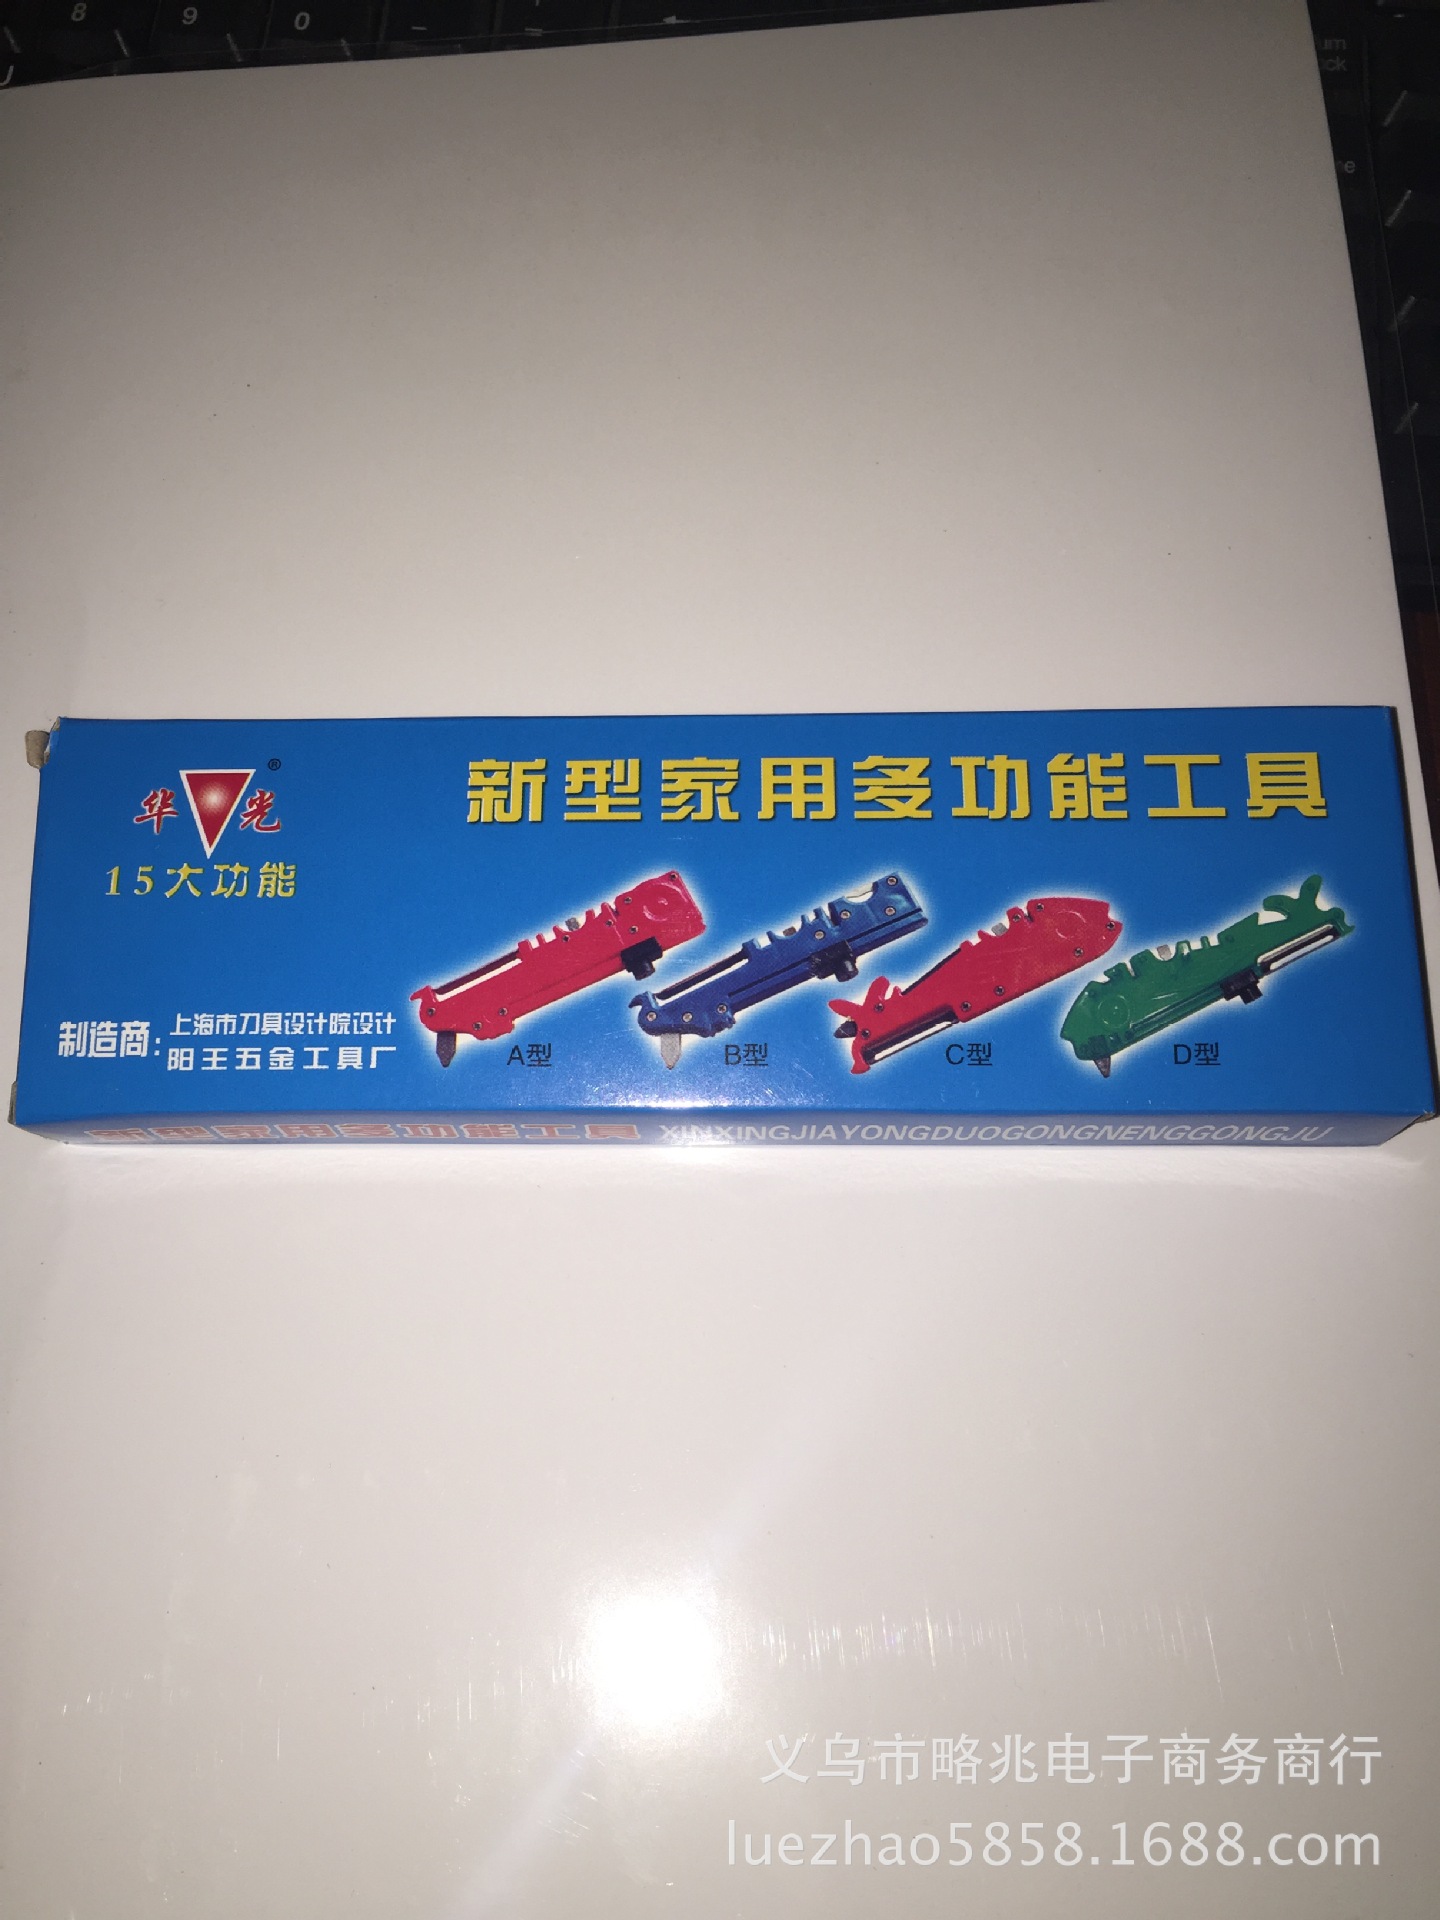 8 9 0
华光®
15大功能
新型家用多功能工具
制造商:
上海市刀具设计院设计
阳王五金工具厂
A型 B型 C型 D型
新型家用多功能工具 XINXINGJIAYONGDUOGONGNENGGONGJU
义乌市略兆电子商务商行
luezhao5858.1688.com